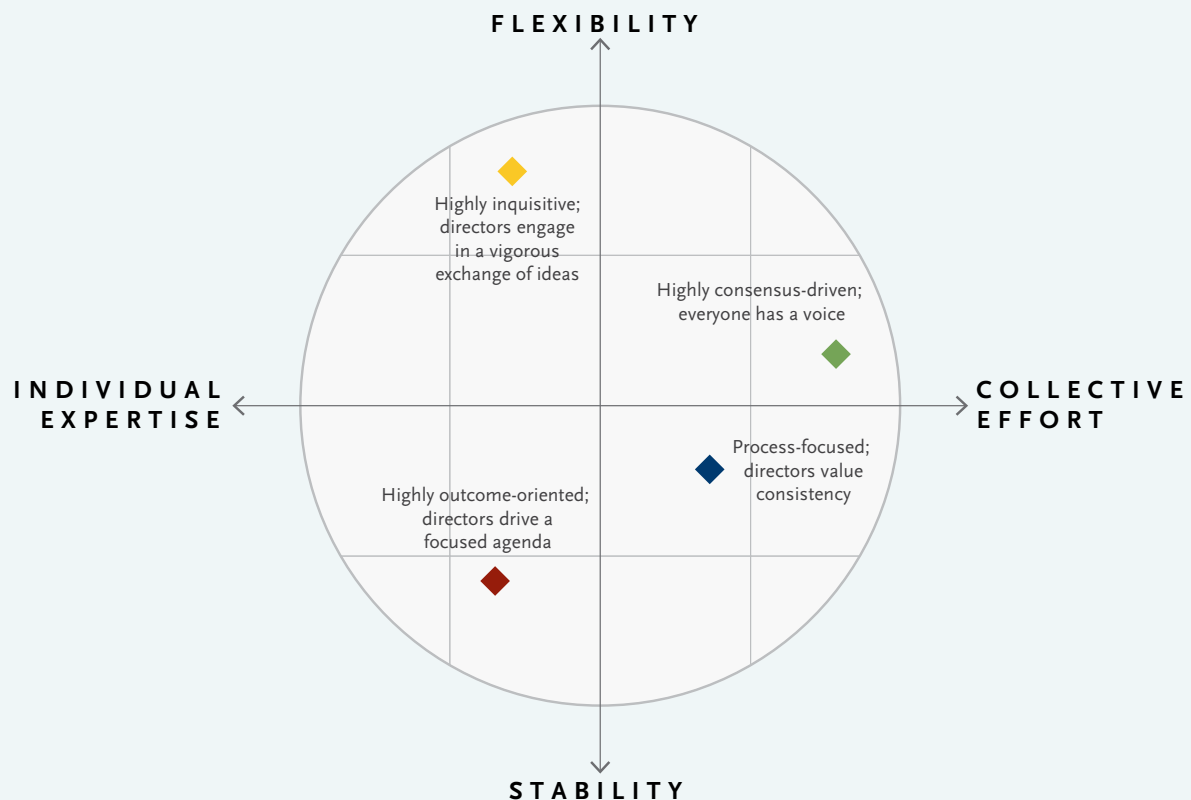 FLEXIBILITY
Highly inquisitive;
directors engage
in a vigorous
exchange of ideas
Highly consensus-driven;
everyone has a voice
INDIVIDUAL
EXPERTISE
COLLECTIVE
EFFORT
Process-focused;
directors value
consistency
Highly outcome-oriented;
directors drive a
focused agenda
STABILITY